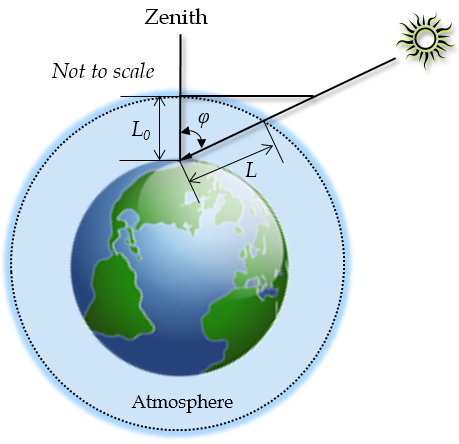 Zenith
Not to scale
L0
φ
L
Atmosphere